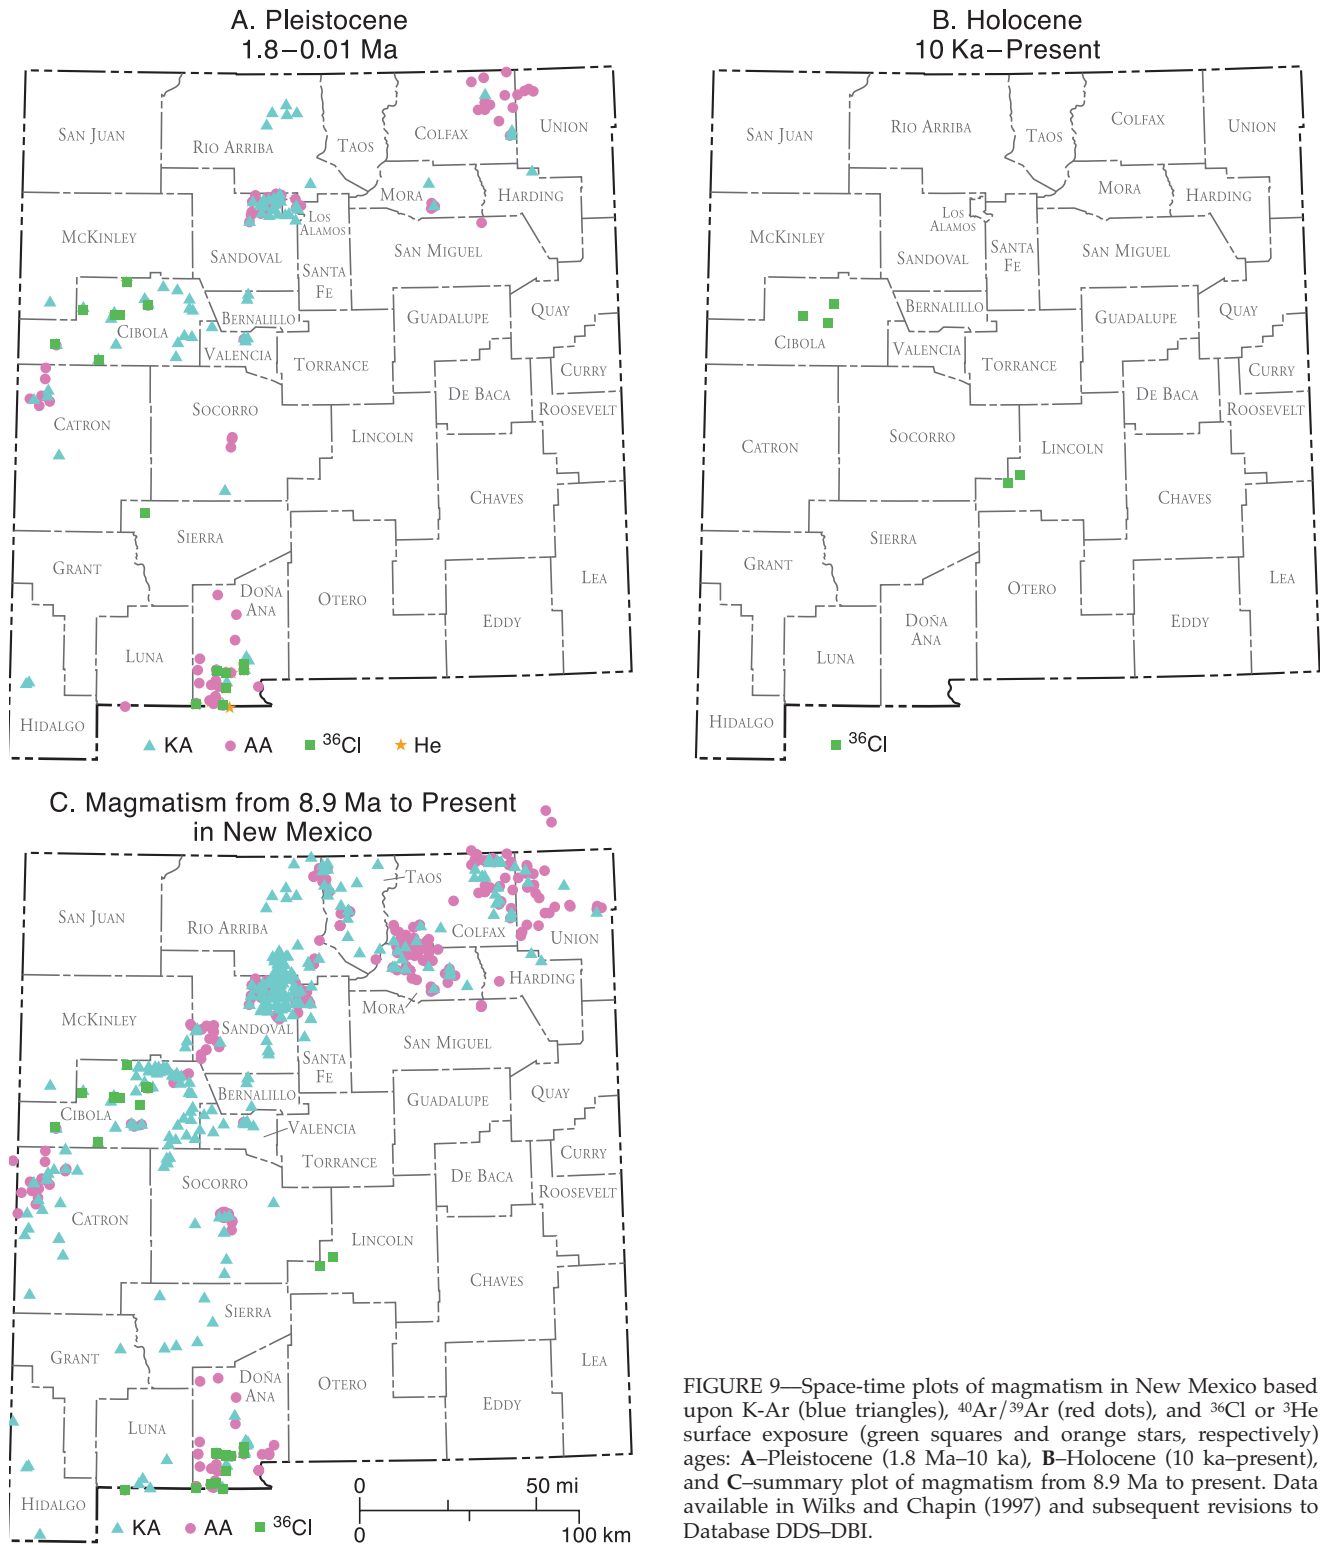 A. Pleistocene
1.8–0.01 Ma
SAN JUAN
RIO ARRIBA
TAOS
COLFAX
UNION
MORA
HARDING
LOS
ALAMOS
MCKINLEY
SANDOVAL
SANTA
FE
SAN MIGUEL
BERNALILLO
GUADALUPE
QUAY
CIBOLA
VALENCIA
TORRANCE
CURRY
DE BACA
ROOSEVELT
CATRON
SOCORRO
LINCOLN
CHAVES
SIERRA
GRANT
DOÑA
ANA
OTERO
LEA
EDDY
LUNA
HIDALGO
KA AA ³⁶Cl He
B. Holocene
10 Ka–Present
SAN JUAN
RIO ARRIBA
TAOS
COLFAX
UNION
MORA
HARDING
LOS
ALAMOS
MCKINLEY
SANDOVAL
SANTA
FE
SAN MIGUEL
BERNALILLO
GUADALUPE
QUAY
CIBOLA
VALENCIA
TORRANCE
CURRY
DE BACA
ROOSEVELT
CATRON
SOCORRO
LINCOLN
CHAVES
SIERRA
GRANT
OTERO
LEA
DOÑA
ANA
EDDY
LUNA
HIDALGO
³⁶Cl
C. Magmatism from 8.9 Ma to Present
in New Mexico
TAOS
SAN JUAN
RIO ARRIBA
COLFAX
UNION
HARDING
MORA
MCKINLEY
SANDOVAL
SAN MIGUEL
SANTA
FE
BERNALILLO
GUADALUPE
QUAY
CIBOLA
VALENCIA
TORRANCE
CURRY
DE BACA
SOCORRO
ROOSEVELT
CATRON
LINCOLN
CHAVES
SIERRA
GRANT
LEA
DOÑA
ANA
OTERO
EDDY
LUNA
HIDALGO
KA AA ³⁶Cl
0 50 mi
0 100 km
FIGURE 9—Space-time plots of magmatism in New Mexico based
upon K-Ar (blue triangles), ⁴⁰Ar/³⁹Ar (red dots), and ³⁶Cl or ³He
surface exposure (green squares and orange stars, respectively)
ages: A–Pleistocene (1.8 Ma–10 ka), B–Holocene (10 ka–present),
and C–summary plot of magmatism from 8.9 Ma to present. Data
available in Wilks and Chapin (1997) and subsequent revisions to
Database DDS–DBI.